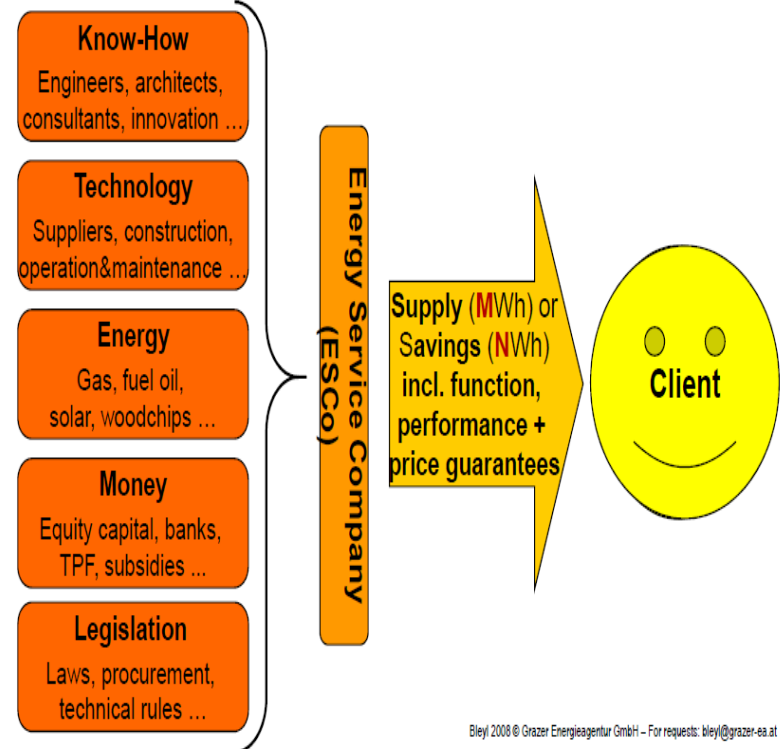 Know-How
Engineers, architects,
consultants, innovation …
Technology
Suppliers, construction,
operation&maintenance …
Energy
Gas, fuel oil,
solar, woodchips …
Money
Equity capital, banks,
TPF, subsidies ...
Legislation
Laws, procurement,
technical rules …
Energy Service Company
(ESCo)
Supply (MWh) or
Savings (NWh)
incl. function,
performance +
price guarantees
Client
Bleyl 2008 © Grazer Energieagentur GmbH – For requests: bleyl@grazer-ea.at